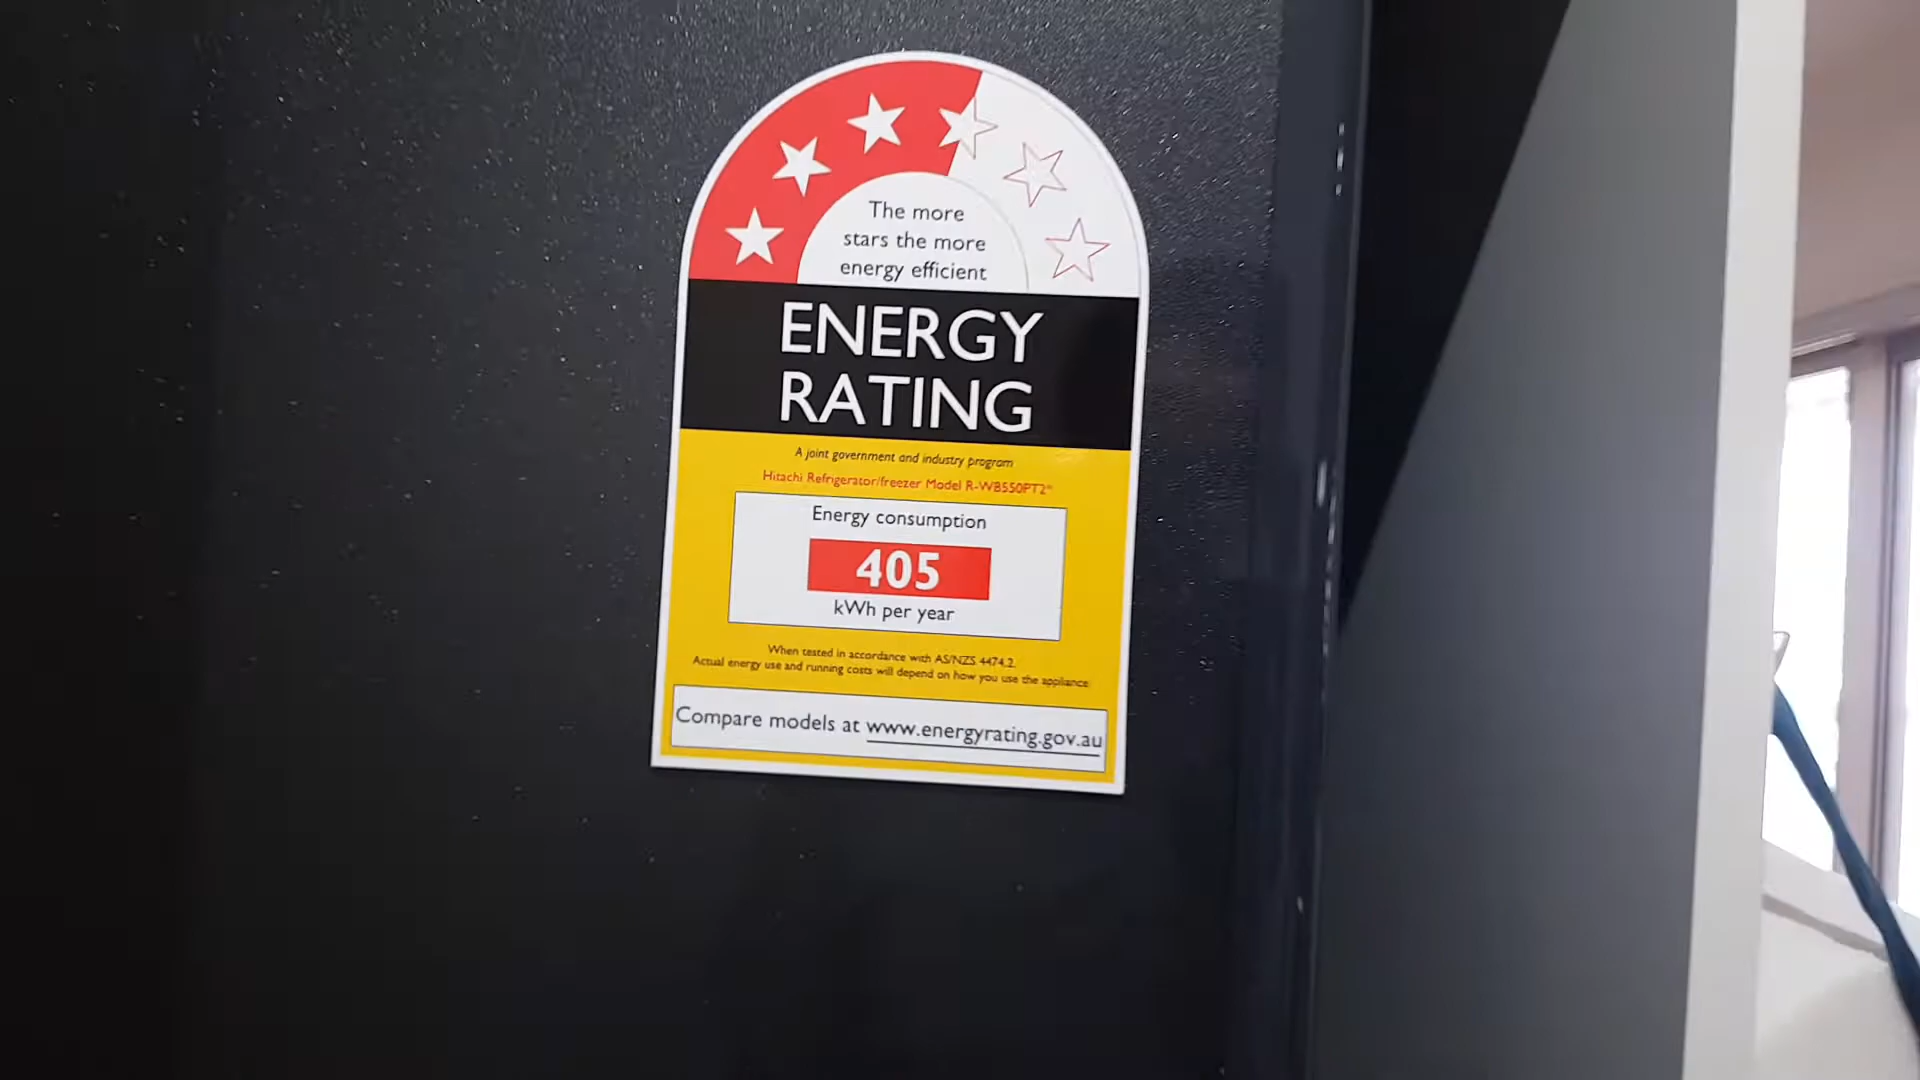 The more
stars the more
energy efficient
ENERGY
RATING
A joint government and industry program
Hitachi Refrigerator/freezer Model R-WB550PT2*
Energy consumption
405
kWh per year
When tested in accordance with AS/NZS 4474.2.
Actual energy use and running costs will depend on how you use the appliance
Compare models at www.energyrating.gov.au